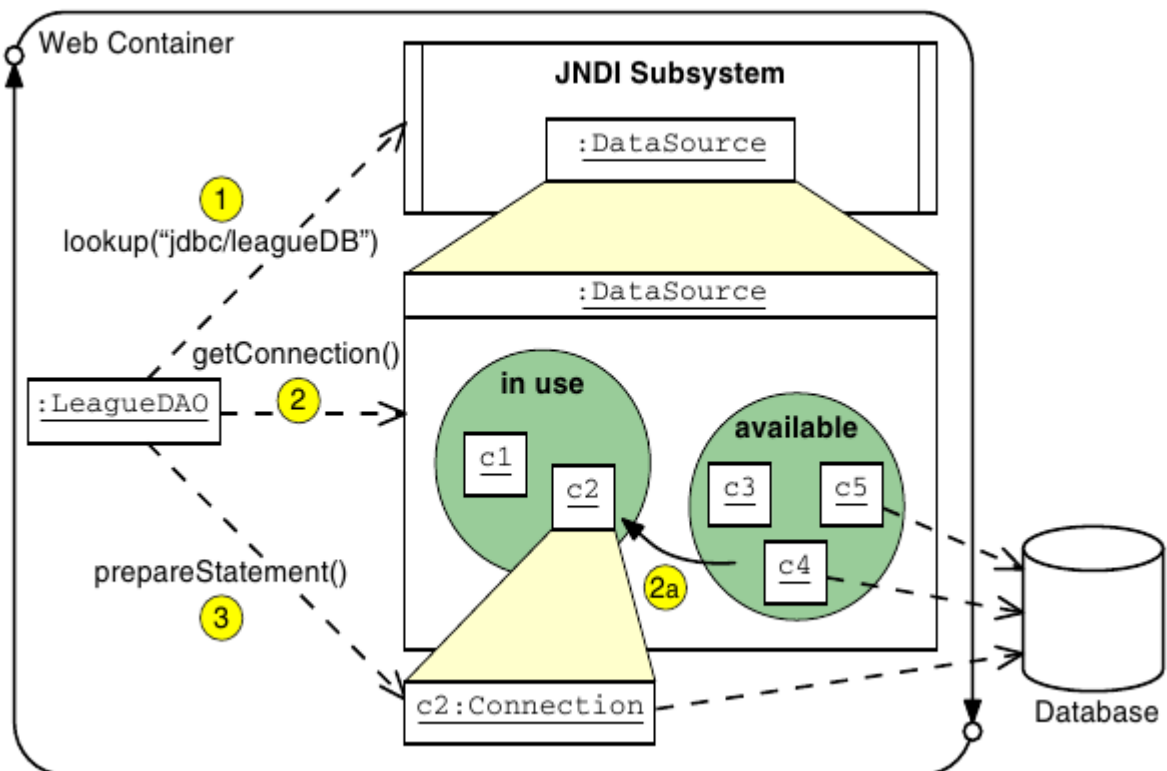 Web Container
JNDI Subsystem
:DataSource
1
lookup(“jdbc/leagueDB”)
:DataSource
getConnection()
2
:LeagueDAO
in use
available
c1
c2
c3
c5
c4
2a
prepareStatement()
3
c2:Connection
Database